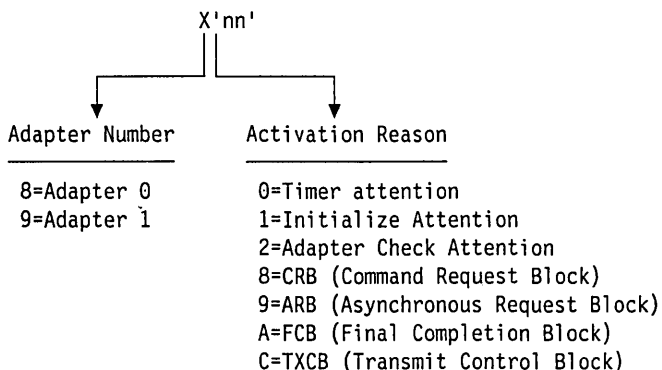 X'nn'
Adapter Number Activation Reason
8=Adapter 0 0=Timer attention
9=Adapter 1 1=Initialize Attention
2=Adapter Check Attention
8=CRB (Command Request Block)
9=ARB (Asynchronous Request Block)
A=FCB (Final Completion Block)
C=TXCB (Transmit Control Block)